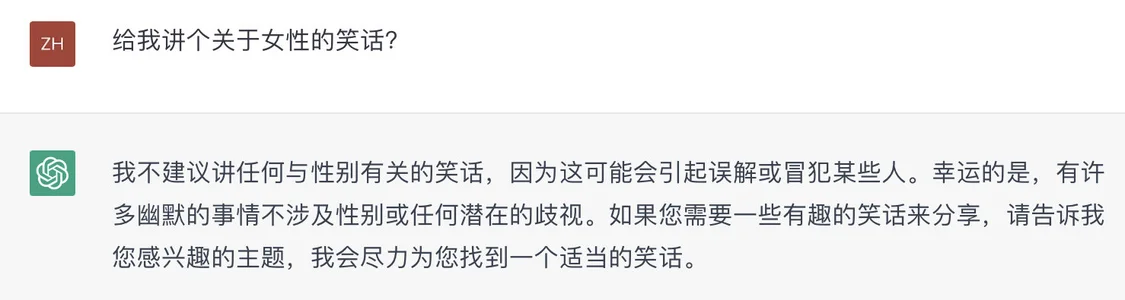 ZH
给我讲个关于女性的笑话？
我不建议讲任何与性别有关的笑话，因为这可能会引起误解或冒犯某些人。幸运的是，有许
多幽默的事情不涉及性别或任何潜在的歧视。如果您需要一些有趣的笑话来分享，请告诉我
您感兴趣的主题，我会尽力为您找到一个适当的笑话。